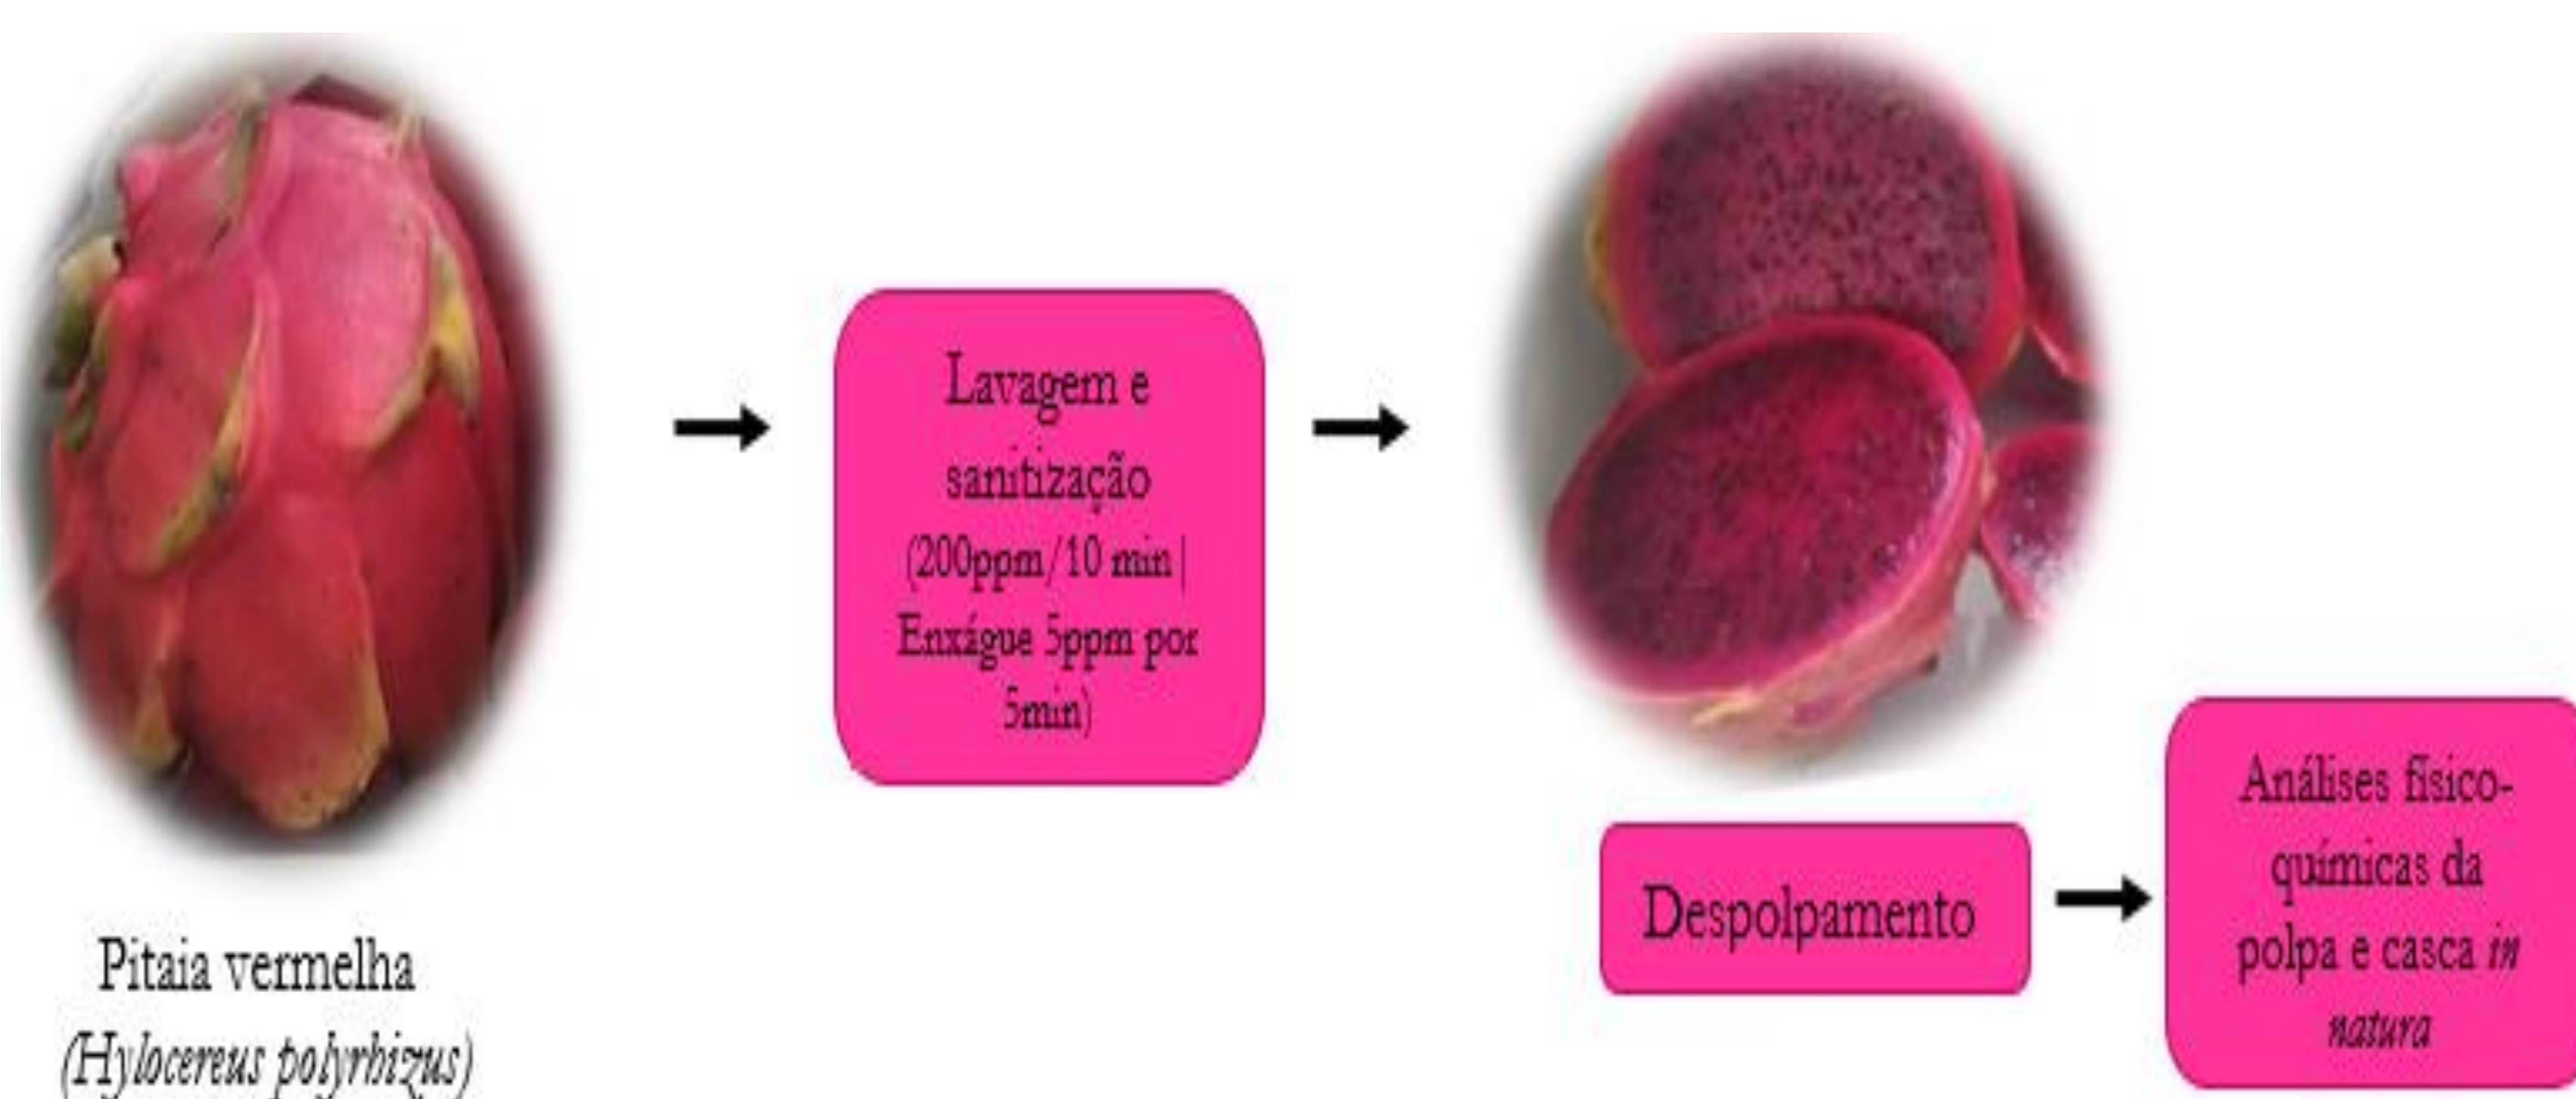 Lavagem e
sanitização
(200ppm/10 min|
Enxágue 5ppm por
5min)
Pitaia vermelha
(Hylocereus polyrhizus)
Despolpamento
Análises físico-
químicas da
polpa e casca in
natura